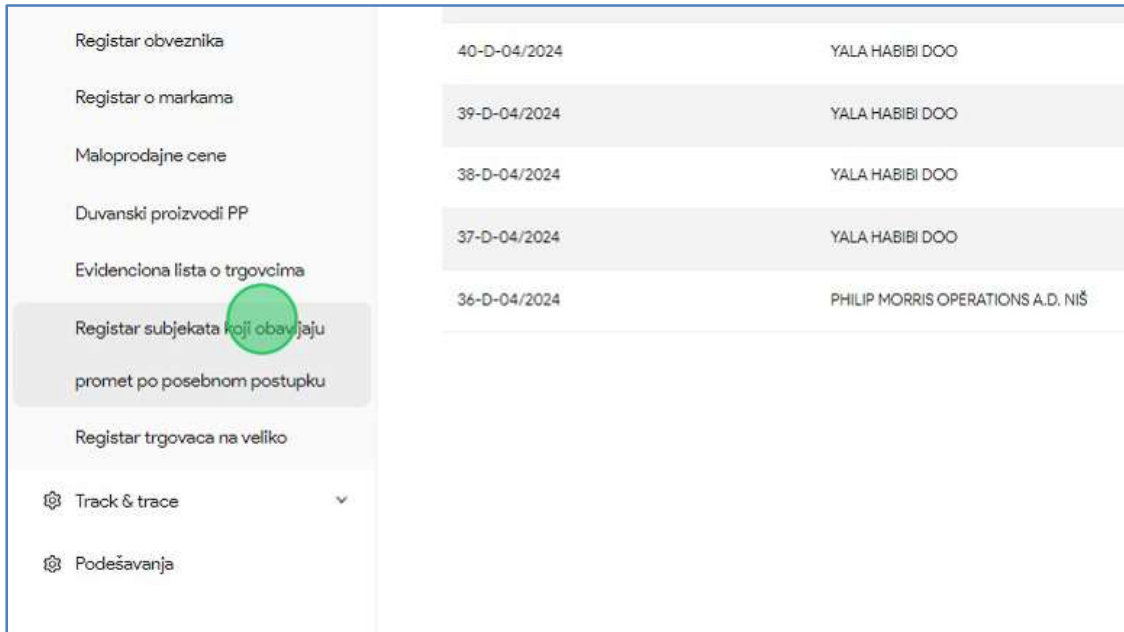 Registar obveznika
Registar o markama
Maloprodajne cene
Duvanski proizvodi PP
Evidenciona lista o trgovcima
Registar subjekata koji obavljaju
promet po posebnom postupku
Registar trgovaca na veliko
Track & trace
Podešavanja
40-D-04/2024 YALA HABIBI DOO
39-D-04/2024 YALA HABIBI DOO
38-D-04/2024 YALA HABIBI DOO
37-D-04/2024 YALA HABIBI DOO
36-D-04/2024 PHILIP MORRIS OPERATIONS A.D. NIŠ